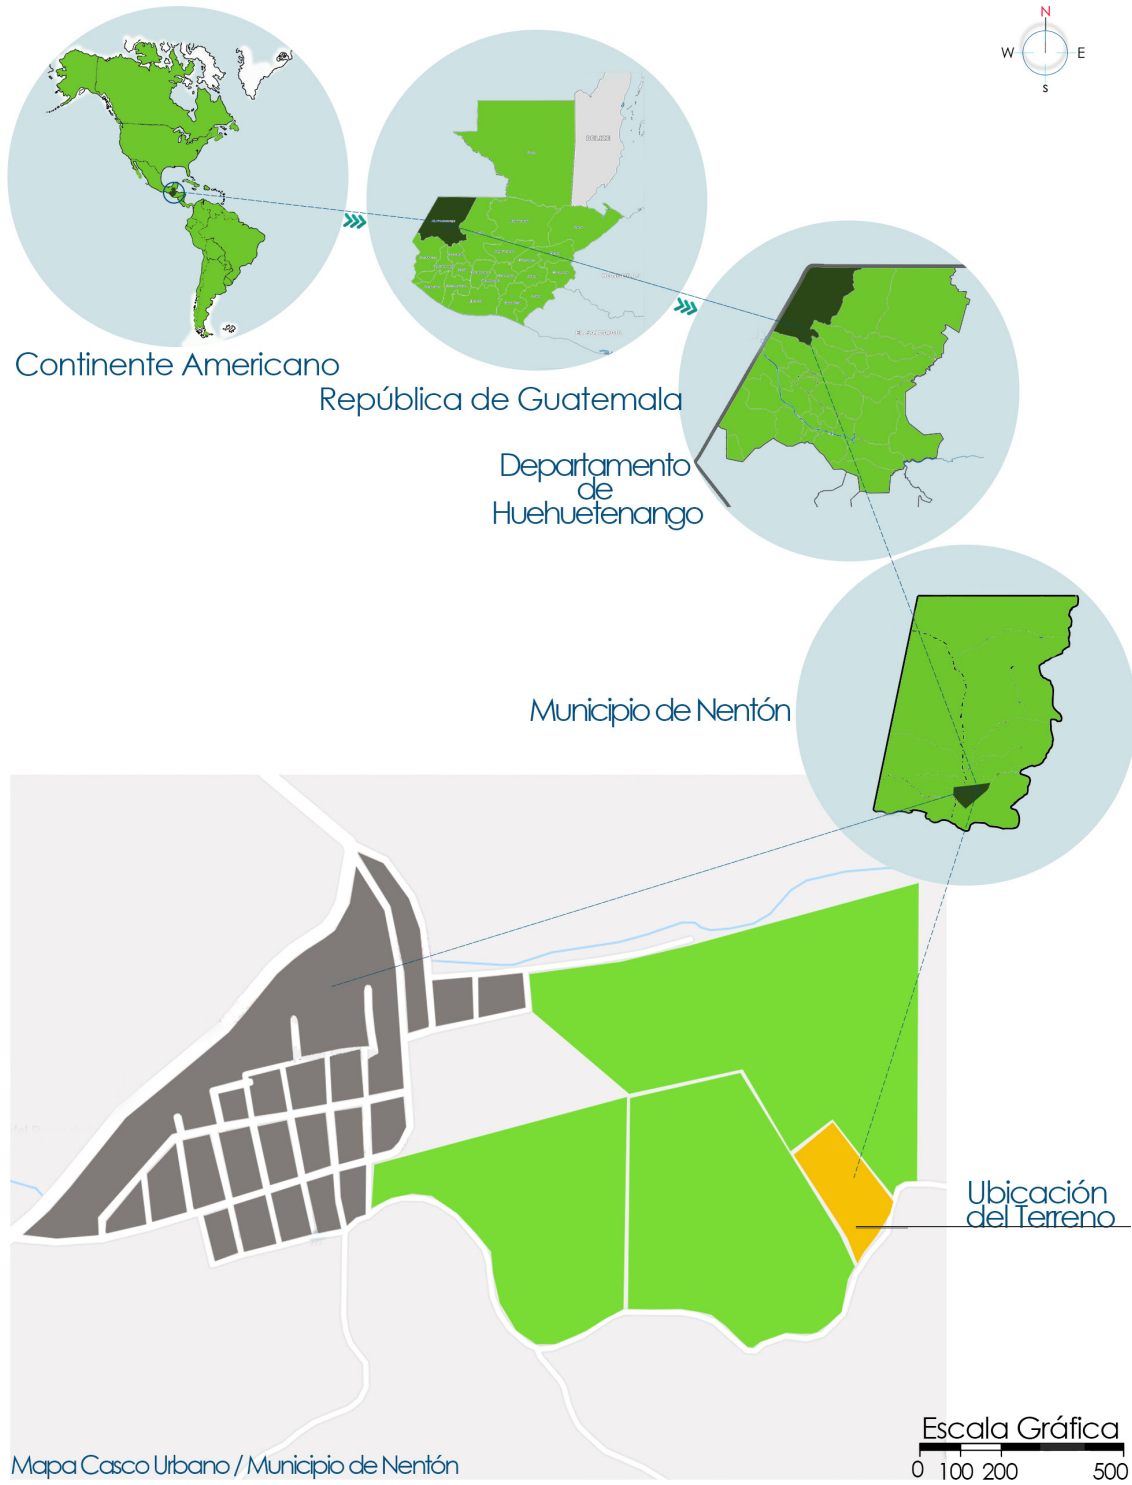 N
W
E
S
BELIZE
Continente Americano
República de Guatemala
Departamento
de
Huehuetenango
Municipio de Nentón
Ubicación
del Terreno
Escala Gráfica
0 100 200 500
Mapa Casco Urbano / Municipio de Nentón